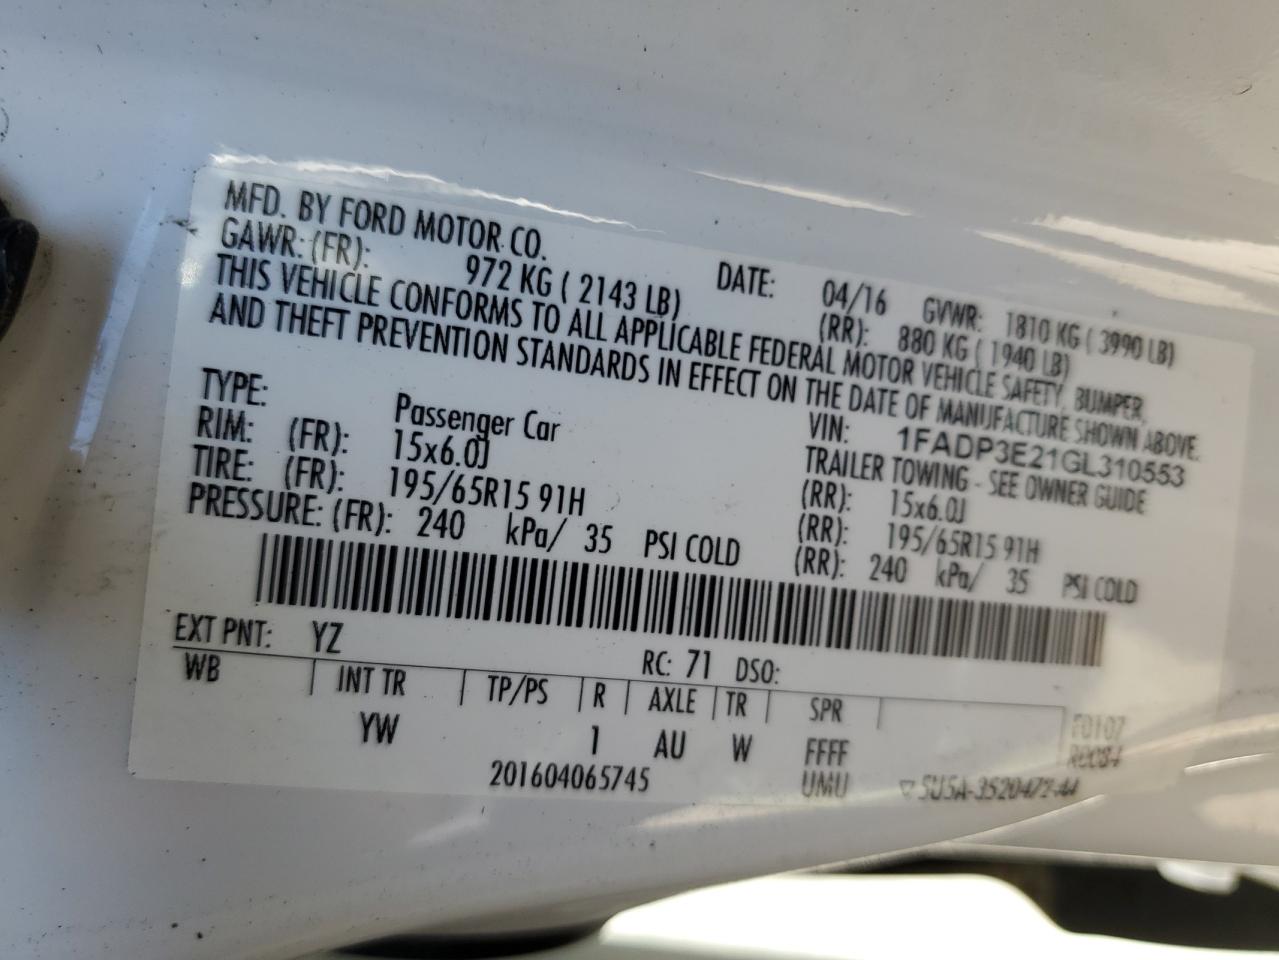 MFD. BY FORD MOTOR CO. DATE: 04/16 GVWR: 1810 KG ( 3990 LB)
GAWR: (FR): 972 KG ( 2143 LB) (RR): 880 KG ( 1940 LB)
THIS VEHICLE CONFORMS TO ALL APPLICABLE FEDERAL MOTOR VEHICLE SAFETY, BUMPER,
AND THEFT PREVENTION STANDARDS IN EFFECT ON THE DATE OF MANUFACTURE SHOWN ABOVE.
VIN: 1FADP3E21GL310553
TYPE: Passenger Car TRAILER TOWING - SEE OWNER GUIDE
RIM: (FR): 15x6.0J (RR): 15x6.0J
TIRE: (FR): 195/65R15 91H (RR): 195/65R15 91H
PRESSURE: (FR): 240 kPa/ 35 PSI COLD (RR): 240 kPa/ 35 PSI COLD
EXT PNT: YZ RC: 71 DSO:
WB INT TR TP/PS R AXLE TR SPR
YW 1 AU W FFFF
201604065745 UMU